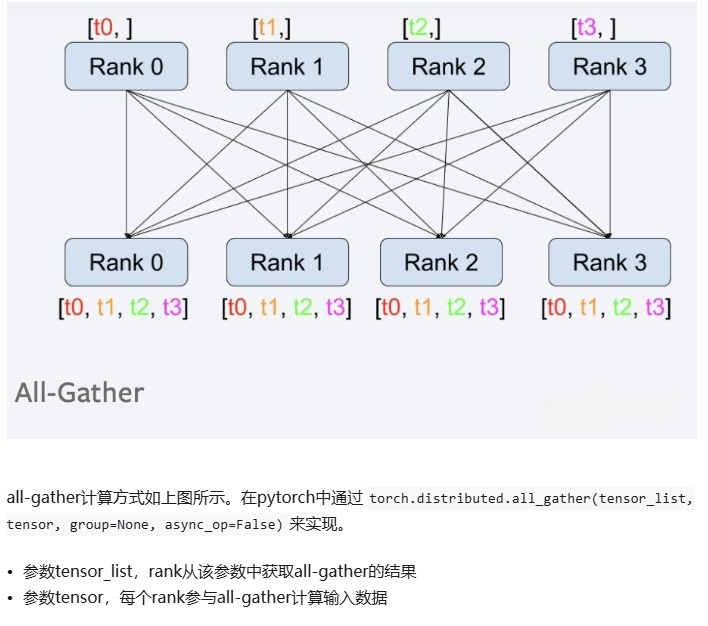 [t0, ] [t1,] [t2,] [t3, ]
Rank 0 Rank 1 Rank 2 Rank 3
Rank 0 Rank 1 Rank 2 Rank 3
[t0, t1, t2, t3] [t0, t1, t2, t3] [t0, t1, t2, t3] [t0, t1, t2, t3]
All-Gather
all-gather计算方式如上图所示。在pytorch中通过 torch.distributed.all_gather(tensor_list,
tensor, group=None, async_op=False) 来实现。
• 参数tensor_list，rank从该参数中获取all-gather的结果
• 参数tensor，每个rank参与all-gather计算输入数据